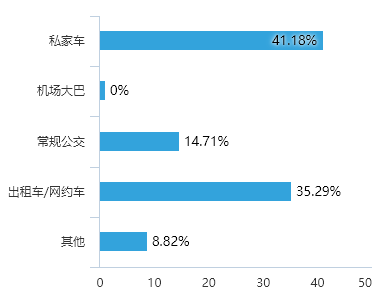 私家车 41.18%
机场大巴 0%
常规公交 14.71%
出租车/网约车 35.29%
其他 8.82%
0 10 20 30 40 50